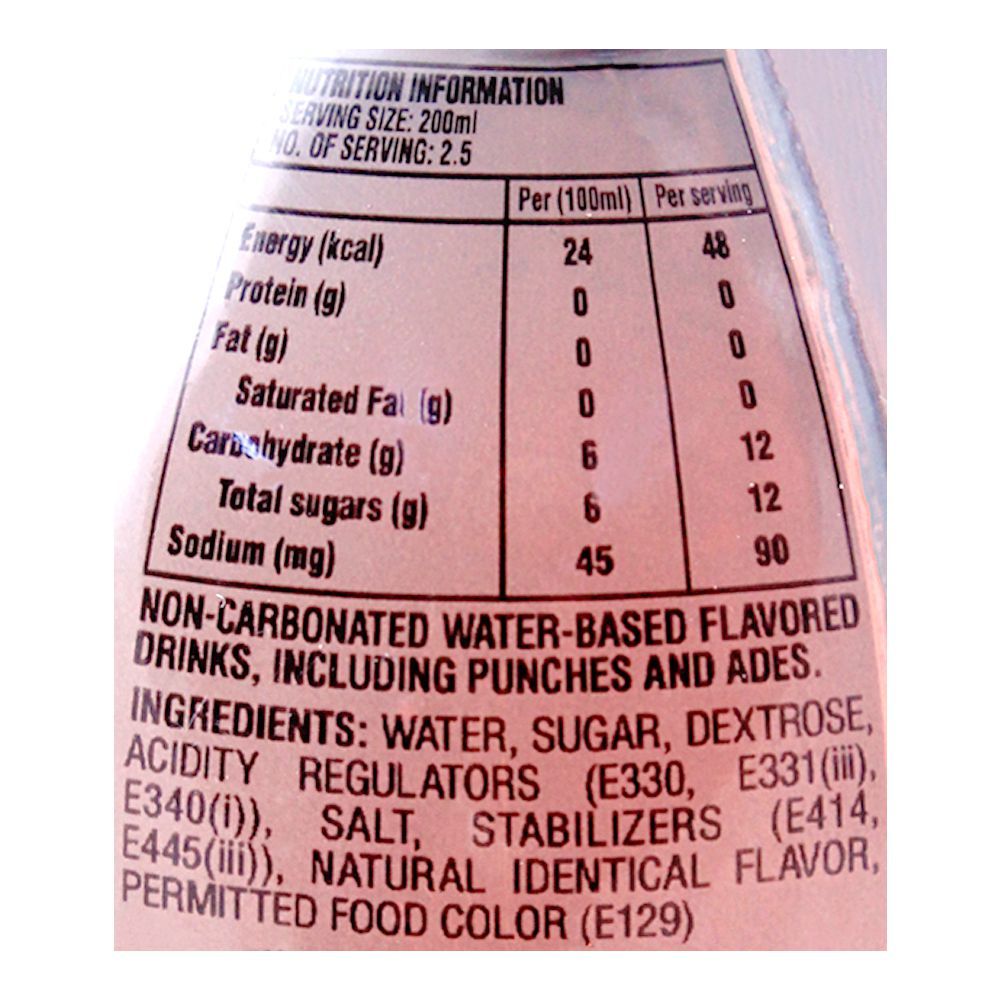 NUTRITION INFORMATION
SERVING SIZE: 200ml
NO. OF SERVING: 2.5
Per (100ml) Per serving
Energy (kcal) 24 48
Protein (g) 0 0
Fat (g) 0 0
Saturated Fat (g) 0 0
Carbohydrate (g) 6 12
Total sugars (g) 6 12
Sodium (mg) 45 90
NON-CARBONATED WATER-BASED FLAVORED
DRINKS, INCLUDING PUNCHES AND ADES.
INGREDIENTS: WATER, SUGAR, DEXTROSE,
ACIDITY REGULATORS (E330, E331(iii),
E340(i)), SALT, STABILIZERS (E414,
E445(iii)), NATURAL IDENTICAL FLAVOR,
PERMITTED FOOD COLOR (E129)